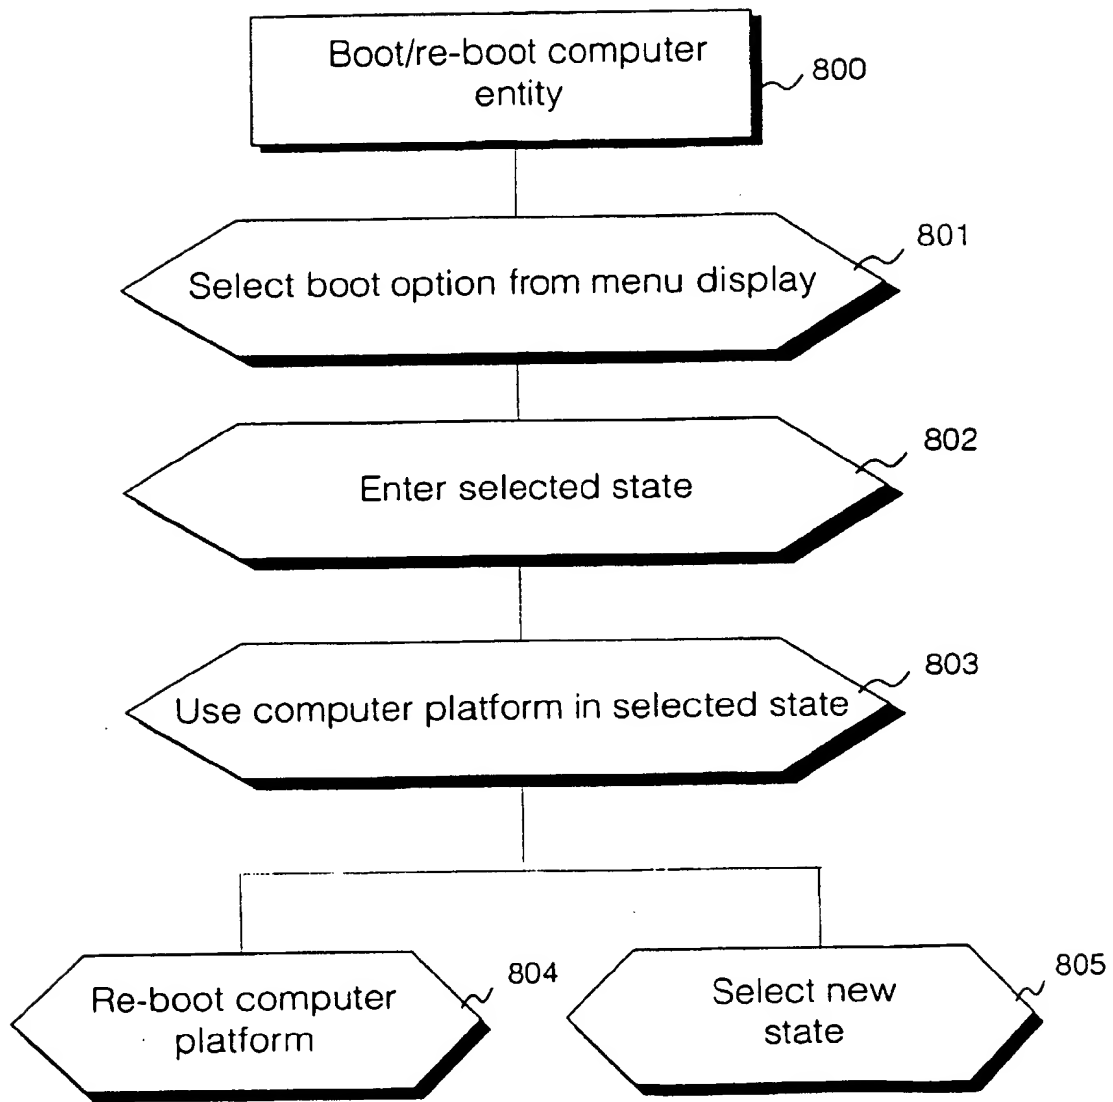 Boot/re-boot computer
entity
800
Select boot option from menu display
801
Enter selected state
802
Use computer platform in selected state
803
Re-boot computer
platform
804
Select new
state
805